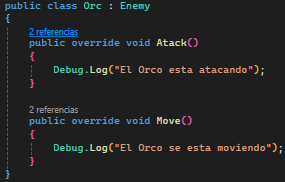 public class Orc : Enemy
{
2 referencias
public override void Atack()
{
Debug.Log("El Orco esta atacando");
}
2 referencias
public override void Move()
{
Debug.Log("El Orco se esta moviendo");
}
}